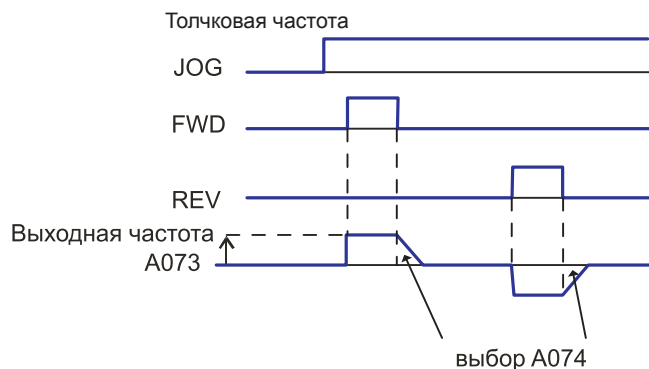 Толчковая частота
JOG
FWD
REV
Выходная частота
A073
выбор A074